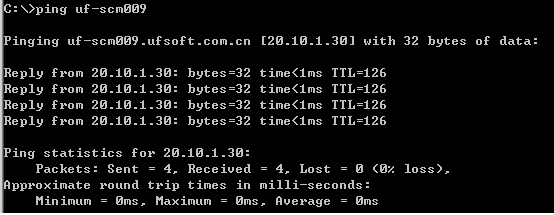 C:\>ping uf-scm009
Pinging uf-scm009.ufsoft.com.cn [20.10.1.30] with 32 bytes of data:
Reply from 20.10.1.30: bytes=32 time<1ms TTL=126
Reply from 20.10.1.30: bytes=32 time<1ms TTL=126
Reply from 20.10.1.30: bytes=32 time<1ms TTL=126
Reply from 20.10.1.30: bytes=32 time<1ms TTL=126
Ping statistics for 20.10.1.30:
    Packets: Sent = 4, Received = 4, Lost = 0 (0% loss),
Approximate round trip times in milli-seconds:
    Minimum = 0ms, Maximum = 0ms, Average = 0ms